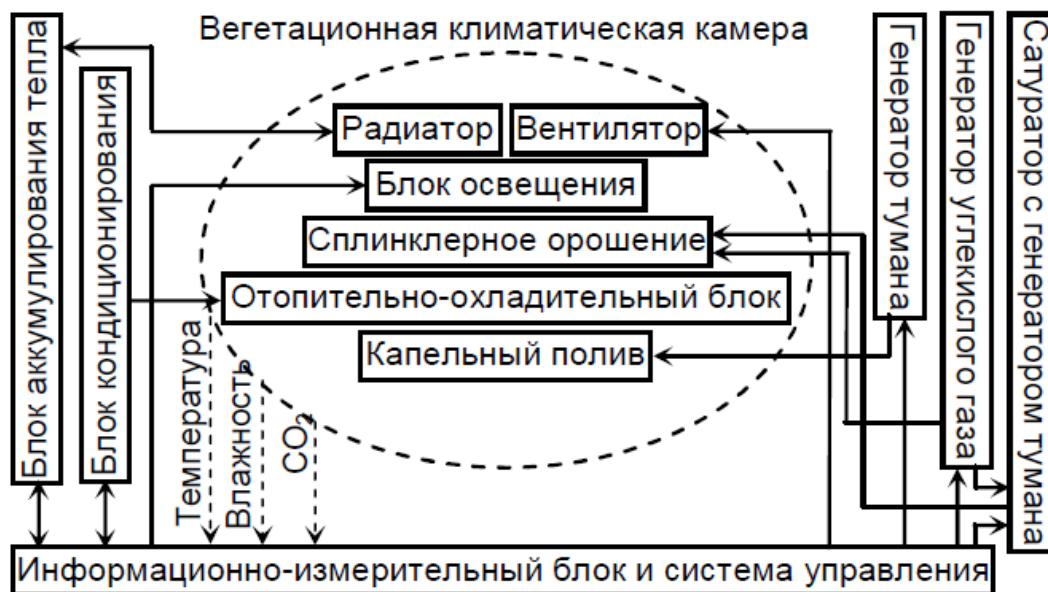 Вегетационная климатическая камера
Блок аккумулирования тепла
Блок кондиционирования
Радиатор
Вентилятор
Блок освещения
Сплинклерное орошение
Отопительно-охладительный блок
Капельный полив
Температура
Влажность
CO₂
Генератор тумана
Генератор углекислого газа
Сатуратор с генератором тумана
Информационно-измерительный блок и система управления